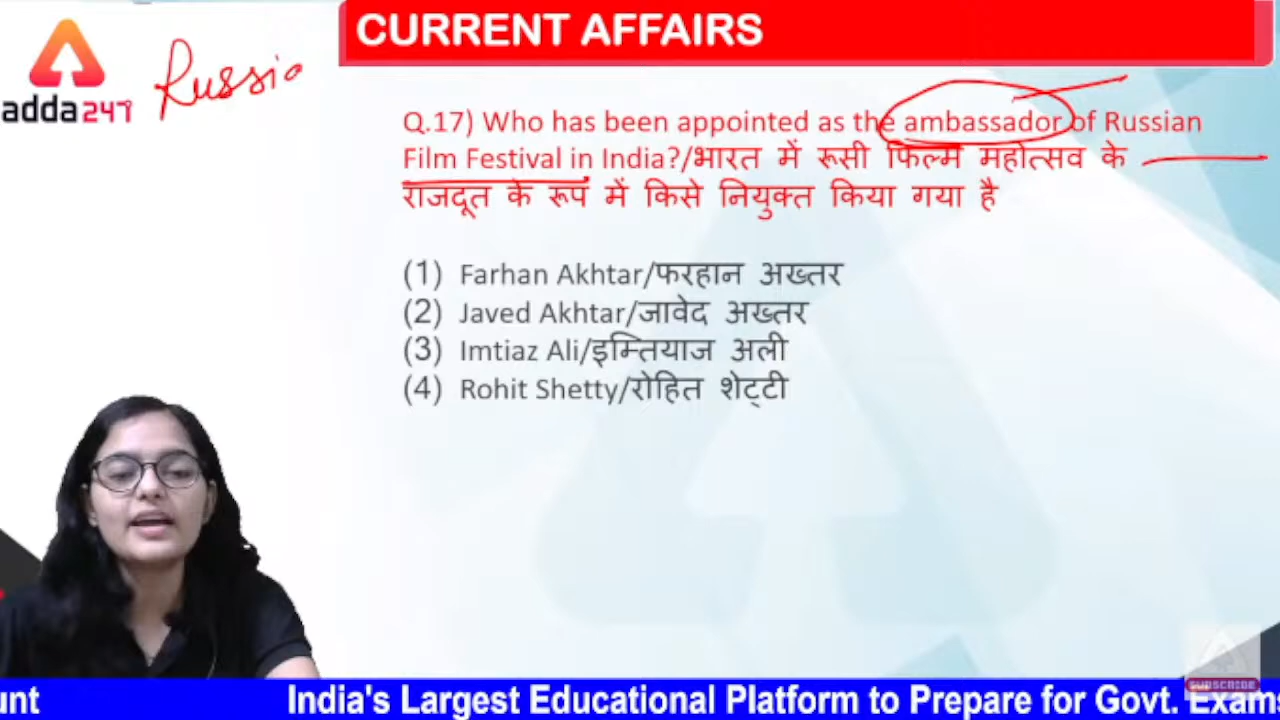 CURRENT AFFAIRS
adda247
Russia
Q.17) Who has been appointed as the ambassador of Russian
Film Festival in India?/भारत में रूसी फिल्म महोत्सव के
राजदूत के रूप में किसे नियुक्त किया गया है
(1) Farhan Akhtar/फरहान अख्तर
(2) Javed Akhtar/जावेद अख्तर
(3) Imtiaz Ali/इम्तियाज अली
(4) Rohit Shetty/रोहित शेट्टी
SUBSCRIBE
unt India's Largest Educational Platform to Prepare for Govt. Exams